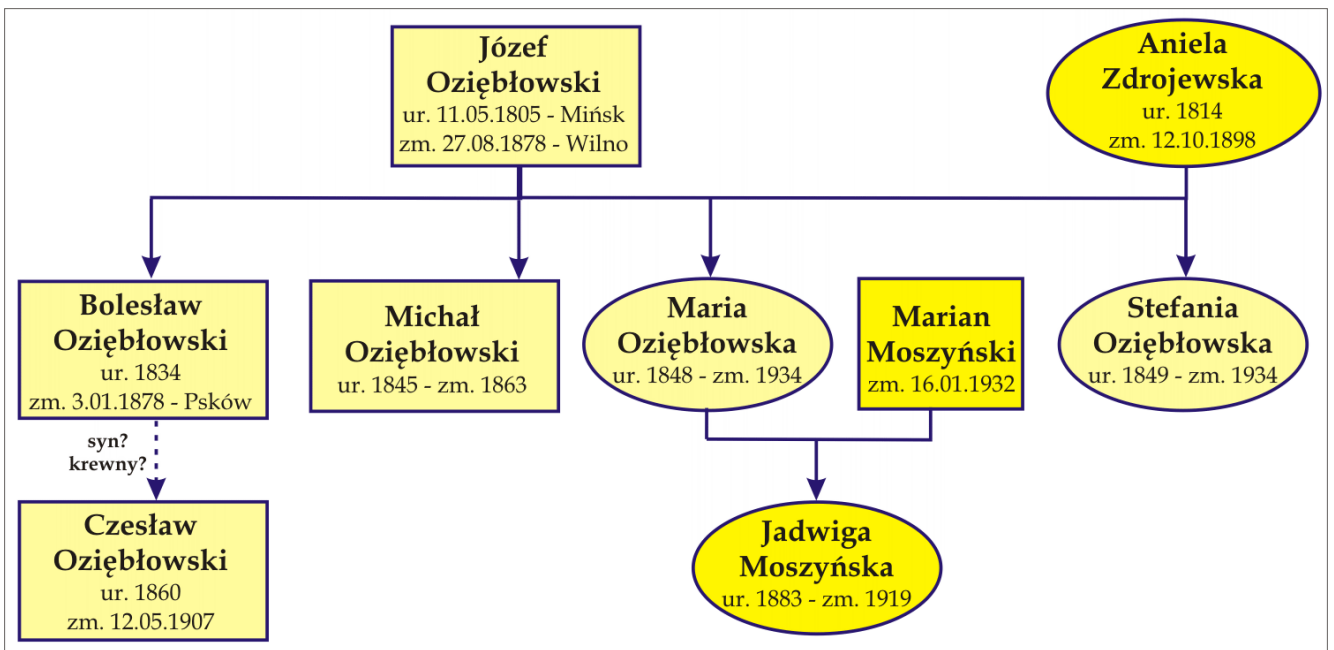 Józef
Oziębłowski
ur. 11.05.1805 - Mińsk
zm. 27.08.1878 - Wilno
Aniela
Zdrojewska
ur. 1814
zm. 12.10.1898
Bolesław
Oziębłowski
ur. 1834
zm. 3.01.1878 - Psków
Michał
Oziębłowski
ur. 1845 - zm. 1863
Maria
Oziębłowska
ur. 1848 - zm. 1934
Marian
Moszyński
zm. 16.01.1932
Stefania
Oziębłowska
ur. 1849 - zm. 1934
syn?
krewny?
Czesław
Oziębłowski
ur. 1860
zm. 12.05.1907
Jadwiga
Moszyńska
ur. 1883 - zm. 1919